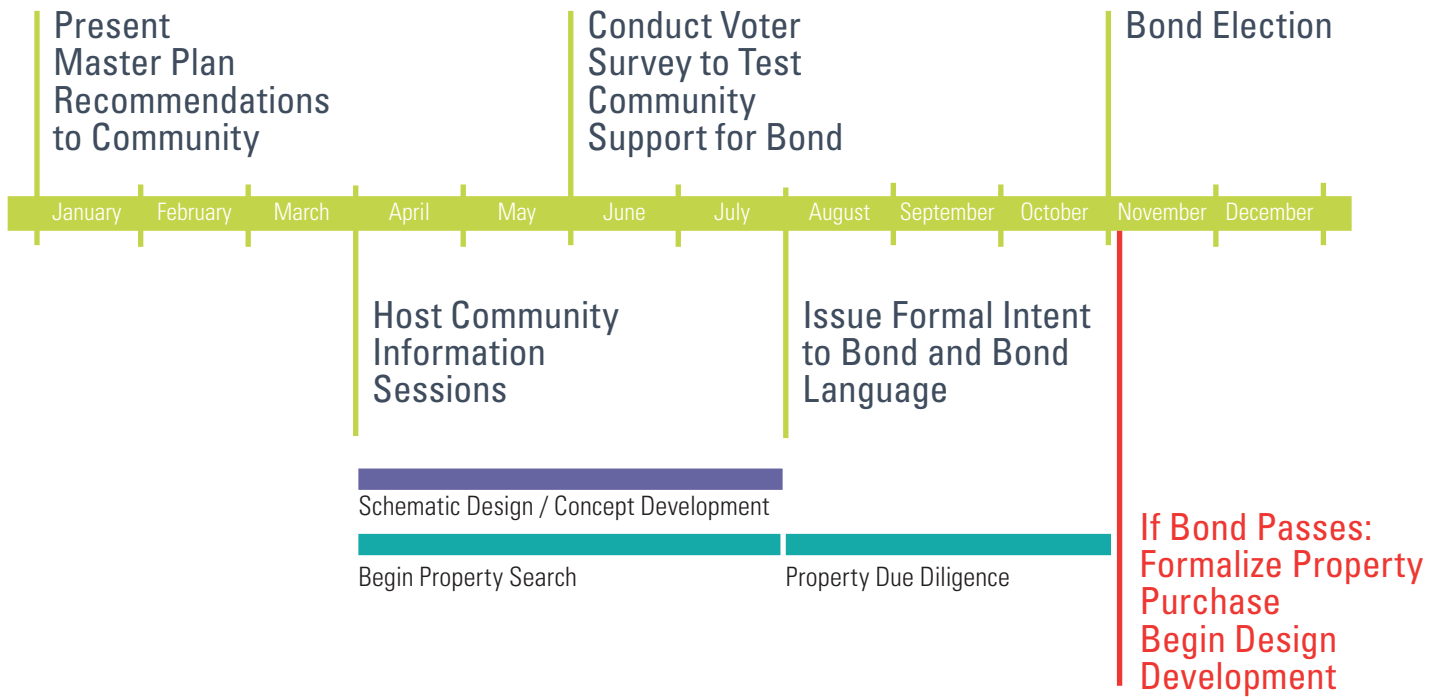 Present
Master Plan
Recommendations
to Community
Conduct Voter
Survey to Test
Community
Support for Bond
Bond Election
January February March April May June July August September October November December
Host Community
Information
Sessions
Issue Formal Intent
to Bond and Bond
Language
Schematic Design / Concept Development
Begin Property Search
Property Due Diligence
If Bond Passes:
Formalize Property
Purchase
Begin Design
Development